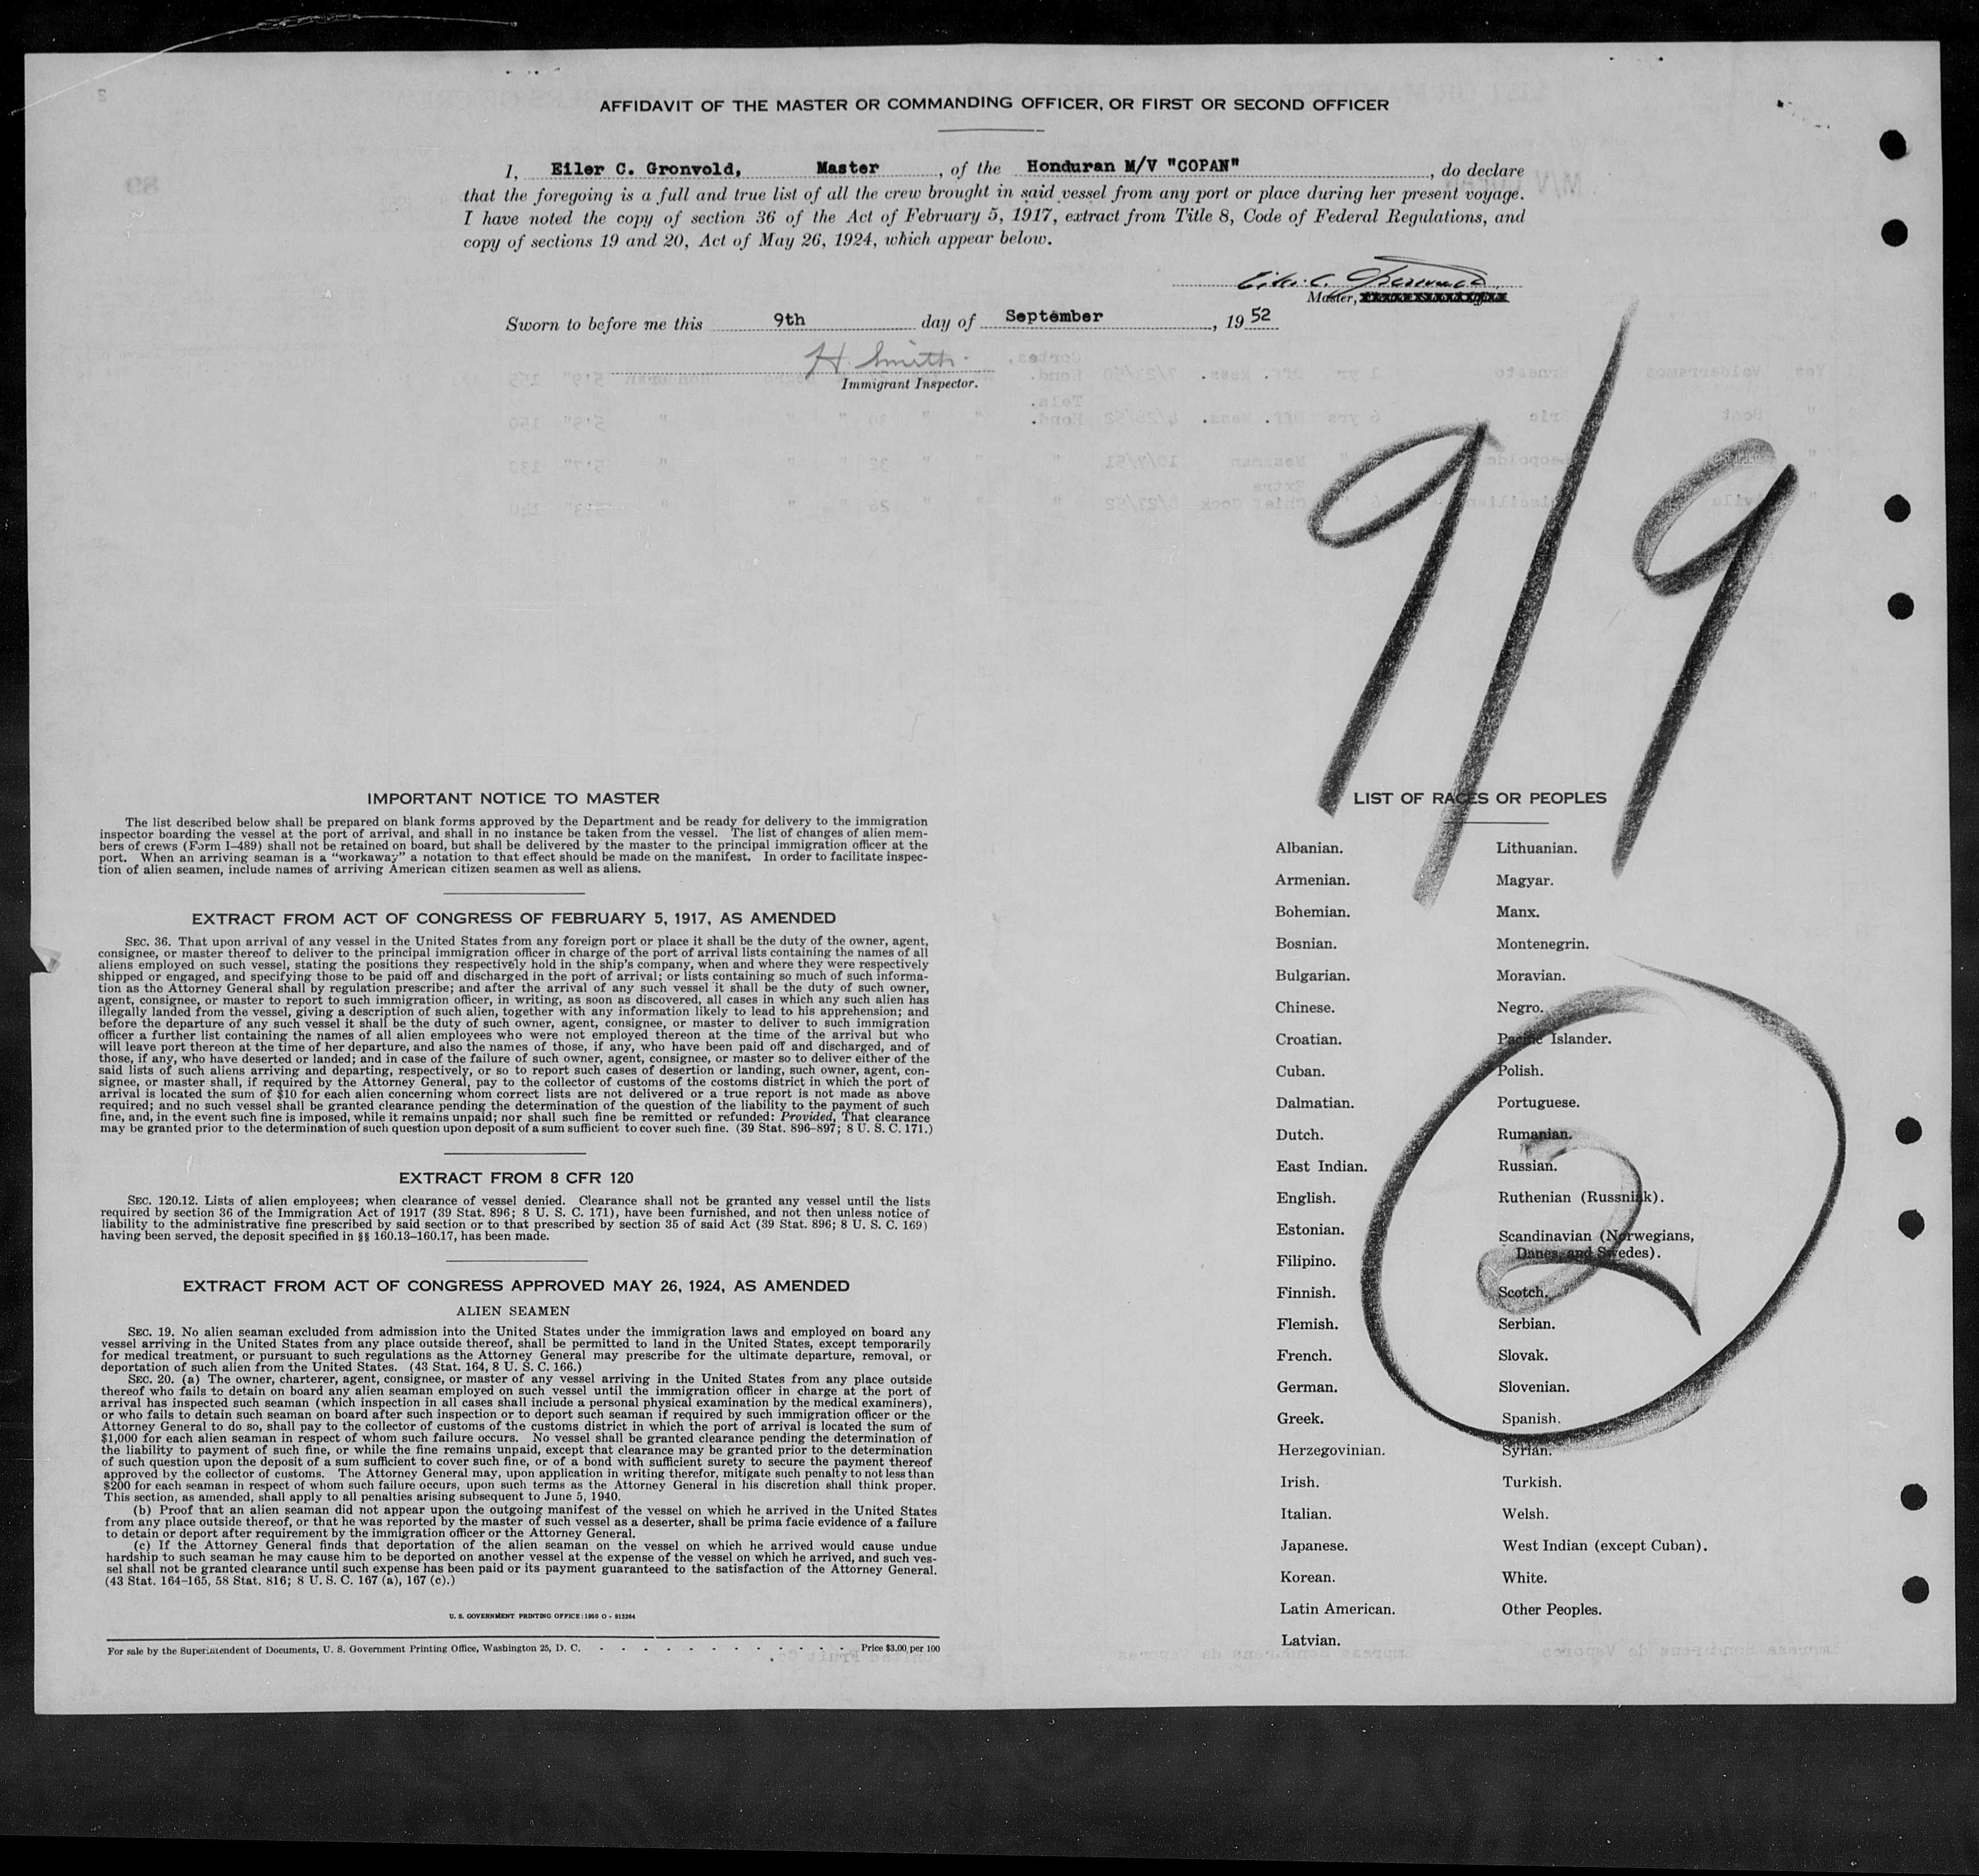 AFFIDAVIT OF THE MASTER OR COMMANDING OFFICER, OR FIRST OR SECOND OFFICER
I, Eiler C. Gronvold, Master, of the Honduran M/V "COPAN", do declare
that the foregoing is a full and true list of all the crew brought in said vessel from any port or place during her present voyage.
I have noted the copy of section 36 of the Act of February 5, 1917, extract from Title 8, Code of Federal Regulations, and
copy of sections 19 and 20, Act of May 26, 1924, which appear below.
Master,
Sworn to before me this 9th day of September, 19 52
H. Smith
Immigrant Inspector.
9/9
IMPORTANT NOTICE TO MASTER
The list described below shall be prepared on blank forms approved by the Department and be ready for delivery to the immigration
inspector boarding the vessel at the port of arrival, and shall in no instance be taken from the vessel. The list of changes of alien mem-
bers of crews (Form I–489) shall not be retained on board, but shall be delivered by the master to the principal immigration officer at the
port. When an arriving seaman is a "workaway" a notation to that effect should be made on the manifest. In order to facilitate inspec-
tion of alien seamen, include names of arriving American citizen seamen as well as aliens.
EXTRACT FROM ACT OF CONGRESS OF FEBRUARY 5, 1917, AS AMENDED
SEC. 36. That upon arrival of any vessel in the United States from any foreign port or place it shall be the duty of the owner, agent,
consignee, or master thereof to deliver to the principal immigration officer in charge of the port of arrival lists containing the names of all
aliens employed on such vessel, stating the positions they respectively hold in the ship's company, when and where they were respectively
shipped or engaged, and specifying those to be paid off and discharged in the port of arrival; or lists containing so much of such informa-
tion as the Attorney General shall by regulation prescribe; and after the arrival of any such vessel it shall be the duty of such owner,
agent, consignee, or master to report to such immigration officer, in writing, as soon as discovered, all cases in which any such alien has
illegally landed from the vessel, giving a description of such alien, together with any information likely to lead to his apprehension; and
before the departure of any such vessel it shall be the duty of such owner, agent, consignee, or master to deliver to such immigration
officer a further list containing the names of all alien employees who were not employed thereon at the time of the arrival but who
will leave port thereon at the time of her departure, and also the names of those, if any, who have been paid off and discharged, and of
those, if any, who have deserted or landed; and in case of the failure of such owner, agent, consignee, or master so to deliver either of the
said lists of such aliens arriving and departing, respectively, or so to report such cases of desertion or landing, such owner, agent, con-
signee, or master shall, if required by the Attorney General, pay to the collector of customs of the costoms district in which the port of
arrival is located the sum of $10 for each alien concerning whom correct lists are not delivered or a true report is not made as above
required; and no such vessel shall be granted clearance pending the determination of the question of the liability to the payment of such
fine, and, in the event such fine is imposed, while it remains unpaid; nor shall such fine be remitted or refunded: Provided, That clearance
may be granted prior to the determination of such question upon deposit of a sum sufficient to cover such fine. (39 Stat. 896–897; 8 U. S. C. 171.)
EXTRACT FROM 8 CFR 120
SEC. 120.12. Lists of alien employees; when clearance of vessel denied. Clearance shall not be granted any vessel until the lists
required by section 36 of the Immigration Act of 1917 (39 Stat. 896; 8 U. S. C. 171), have been furnished, and not then unless notice of
liability to the administrative fine prescribed by said section or to that prescribed by section 35 of said Act (39 Stat. 896; 8 U. S. C. 169)
having been served, the deposit specified in §§ 160.13–160.17, has been made.
EXTRACT FROM ACT OF CONGRESS APPROVED MAY 26, 1924, AS AMENDED
ALIEN SEAMEN
SEC. 19. No alien seaman excluded from admission into the United States under the immigration laws and employed on board any
vessel arriving in the United States from any place outside thereof, shall be permitted to land in the United States, except temporarily
for medical treatment, or pursuant to such regulations as the Attorney General may prescribe for the ultimate departure, removal, or
deportation of such alien from the United States. (43 Stat. 164, 8 U. S. C. 166.)
SEC. 20. (a) The owner, charterer, agent, consignee, or master of any vessel arriving in the United States from any place outside
thereof who fails to detain on board any alien seaman employed on such vessel until the immigration officer in charge at the port of
arrival has inspected such seaman (which inspection in all cases shall include a personal physical examination by the medical examiners),
or who fails to detain such seaman on board after such inspection or to deport such seaman if required by such immigration officer or the
Attorney General to do so, shall pay to the collector of customs of the customs district in which the port of arrival is located the sum of
$1,000 for each alien seaman in respect of whom such failure occurs. No vessel shall be granted clearance pending the determination of
the liability to payment of such fine, or while the fine remains unpaid, except that clearance may be granted prior to the determination
of such question upon the deposit of a sum sufficient to cover such fine, or of a bond with sufficient surety to secure the payment thereof
approved by the collector of customs. The Attorney General may, upon application in writing therefor, mitigate such penalty to not less than
$200 for each seaman in respect of whom such failure occurs, upon such terms as the Attorney General in his discretion shall think proper.
This section, as amended, shall apply to all penalties arising subsequent to June 5, 1940.
(b) Proof that an alien seaman did not appear upon the outgoing manifest of the vessel on which he arrived in the United States
from any place outside thereof, or that he was reported by the master of such vessel as a deserter, shall be prima facie evidence of a failure
to detain or deport after requirement by the immigration officer or the Attorney General.
(c) If the Attorney General finds that deportation of the alien seaman on the vessel on which he arrived would cause undue
hardship to such seaman he may cause him to be deported on another vessel at the expense of the vessel on which he arrived, and such ves-
sel shall not be granted clearance until such expense has been paid or its payment guaranteed to the satisfaction of the Attorney General.
(43 Stat. 164–165, 58 Stat. 816; 8 U. S. C. 167 (a), 167 (c).)
U. S. GOVERNMENT PRINTING OFFICE: 1950 O - 913264
For sale by the Superintendent of Documents, U. S. Government Printing Office, Washington 25, D. C. - - - - - - - - - - - Price $3.00 per 100
LIST OF RACES OR PEOPLES
Albanian.
Armenian.
Bohemian.
Bosnian.
Bulgarian.
Chinese.
Croatian.
Cuban.
Dalmatian.
Dutch.
East Indian.
English.
Estonian.
Filipino.
Finnish.
Flemish.
French.
German.
Greek.
Herzegovinian.
Irish.
Italian.
Japanese.
Korean.
Latin American.
Latvian.
Lithuanian.
Magyar.
Manx.
Montenegrin.
Moravian.
Negro.
Pacific Islander.
Polish.
Portuguese.
Rumanian.
Russian.
Ruthenian (Russniak).
Scandinavian (Norwegians,
Danes, and Swedes).
Scotch.
Serbian.
Slovak.
Slovenian.
Spanish.
Syrian.
Turkish.
Welsh.
West Indian (except Cuban).
White.
Other Peoples.
2